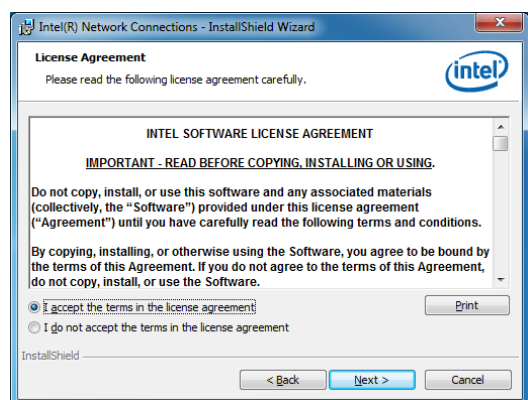 Intel(R) Network Connections - InstallShield Wizard
License Agreement
Please read the following license agreement carefully.
intel
INTEL SOFTWARE LICENSE AGREEMENT
IMPORTANT - READ BEFORE COPYING, INSTALLING OR USING.
Do not copy, install, or use this software and any associated materials
(collectively, the “Software”) provided under this license agreement
(“Agreement”) until you have carefully read the following terms and conditions.
By copying, installing, or otherwise using the Software, you agree to be bound by
the terms of this Agreement. If you do not agree to the terms of this Agreement,
do not copy, install, or use the Software.
I accept the terms in the license agreement
Print
I do not accept the terms in the license agreement
InstallShield
< Back
Next >
Cancel